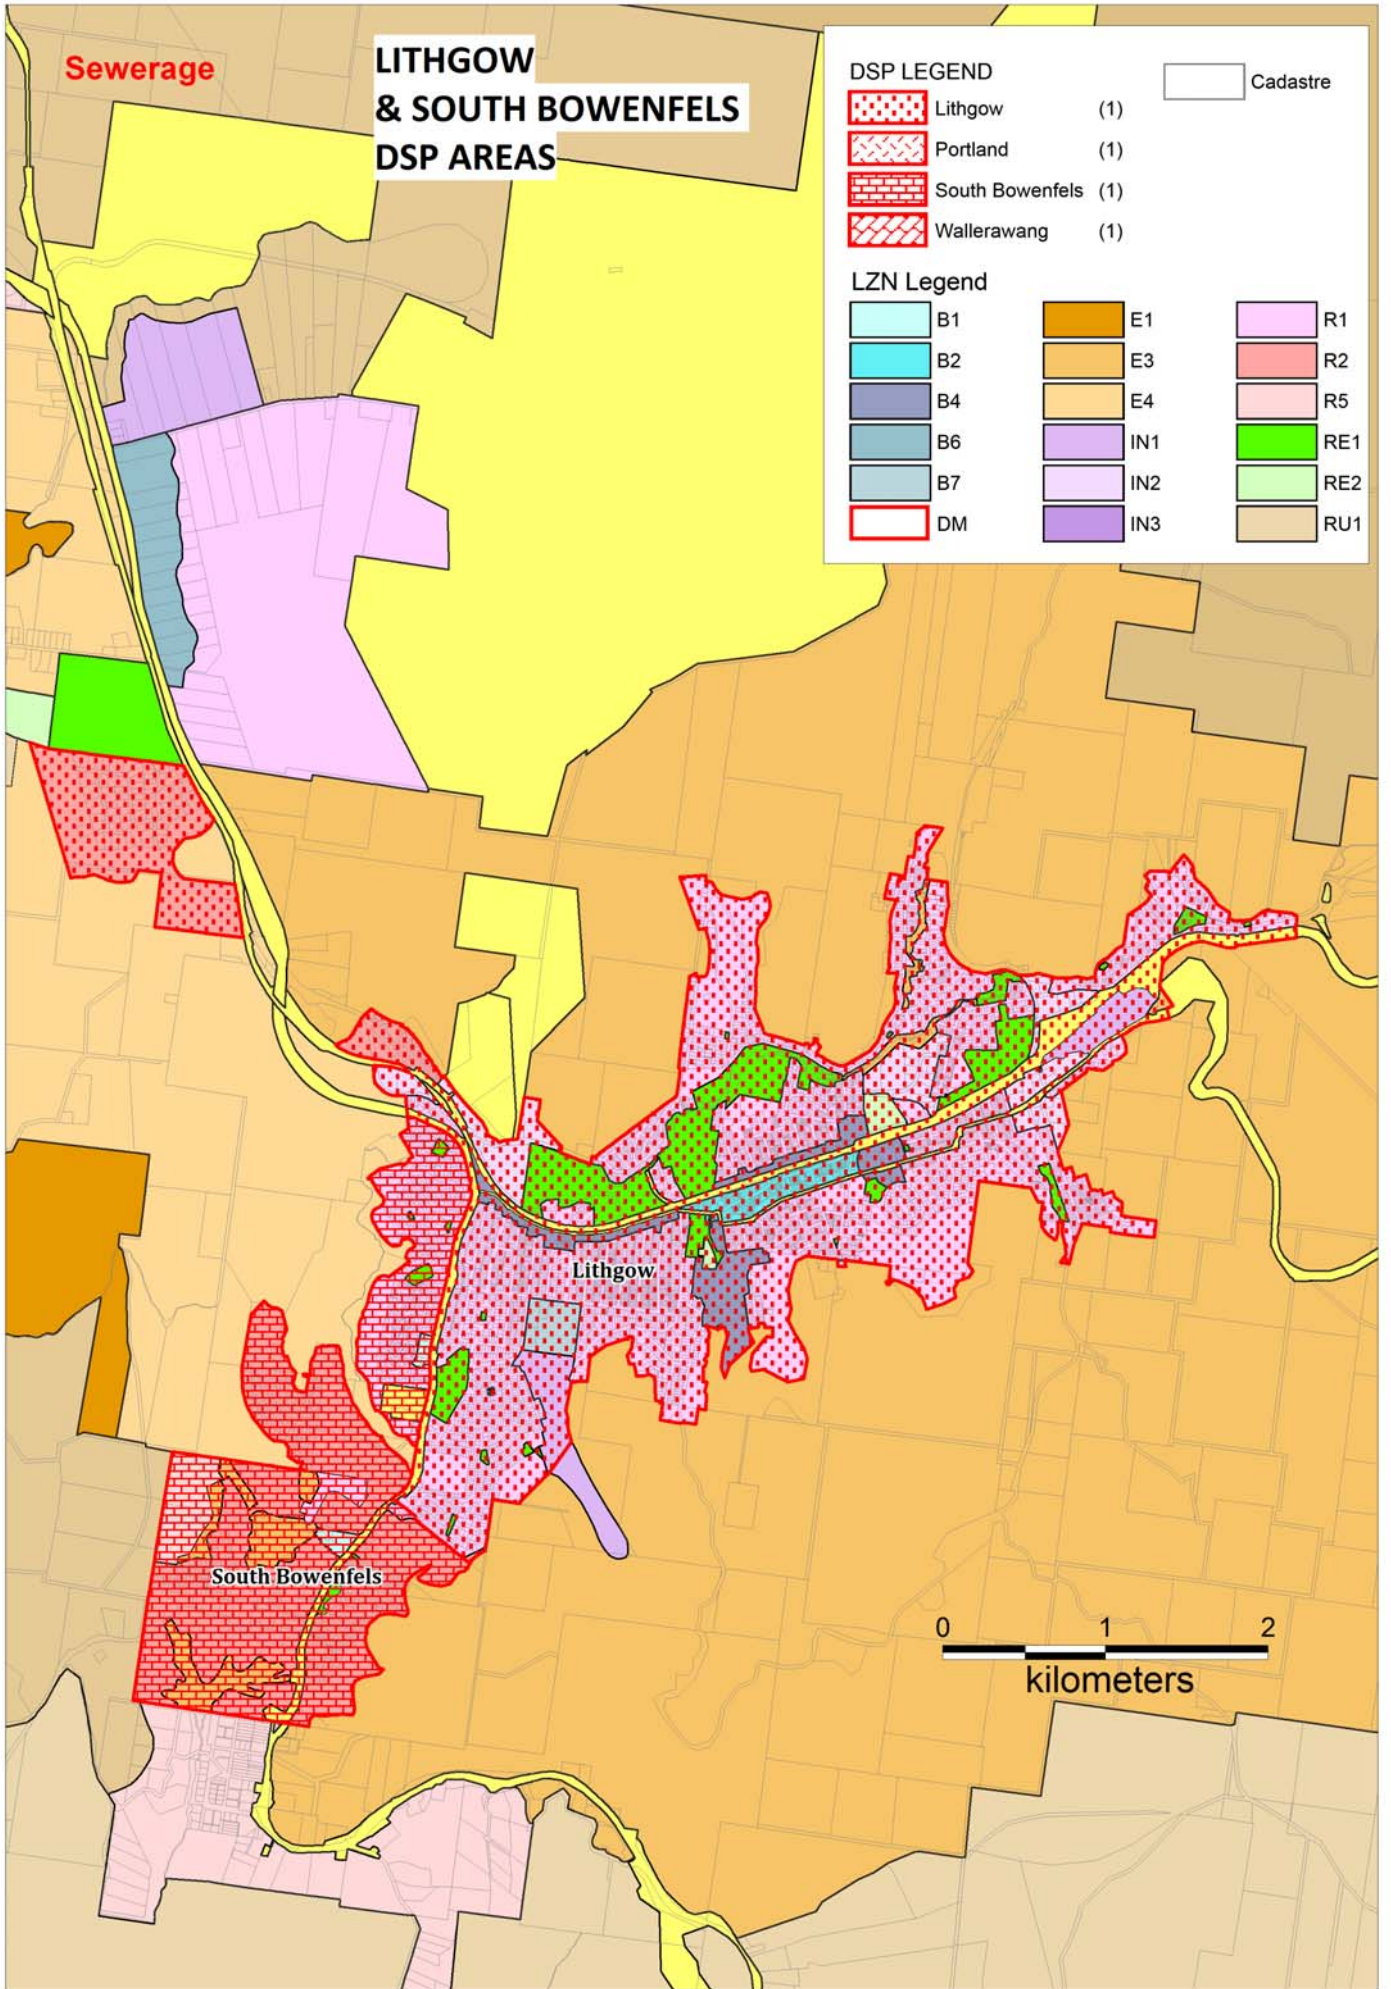 Sewerage
LITHGOW
& SOUTH BOWENFELS
DSP AREAS
DSP LEGEND
Lithgow (1)
Portland (1)
South Bowenfels (1)
Wallerawang (1)
Cadastre
LZN Legend
B1
B2
B4
B6
B7
DM
E1
E3
E4
IN1
IN2
IN3
R1
R2
R5
RE1
RE2
RU1
Lithgow
South Bowenfels
0 1 2
kilometers